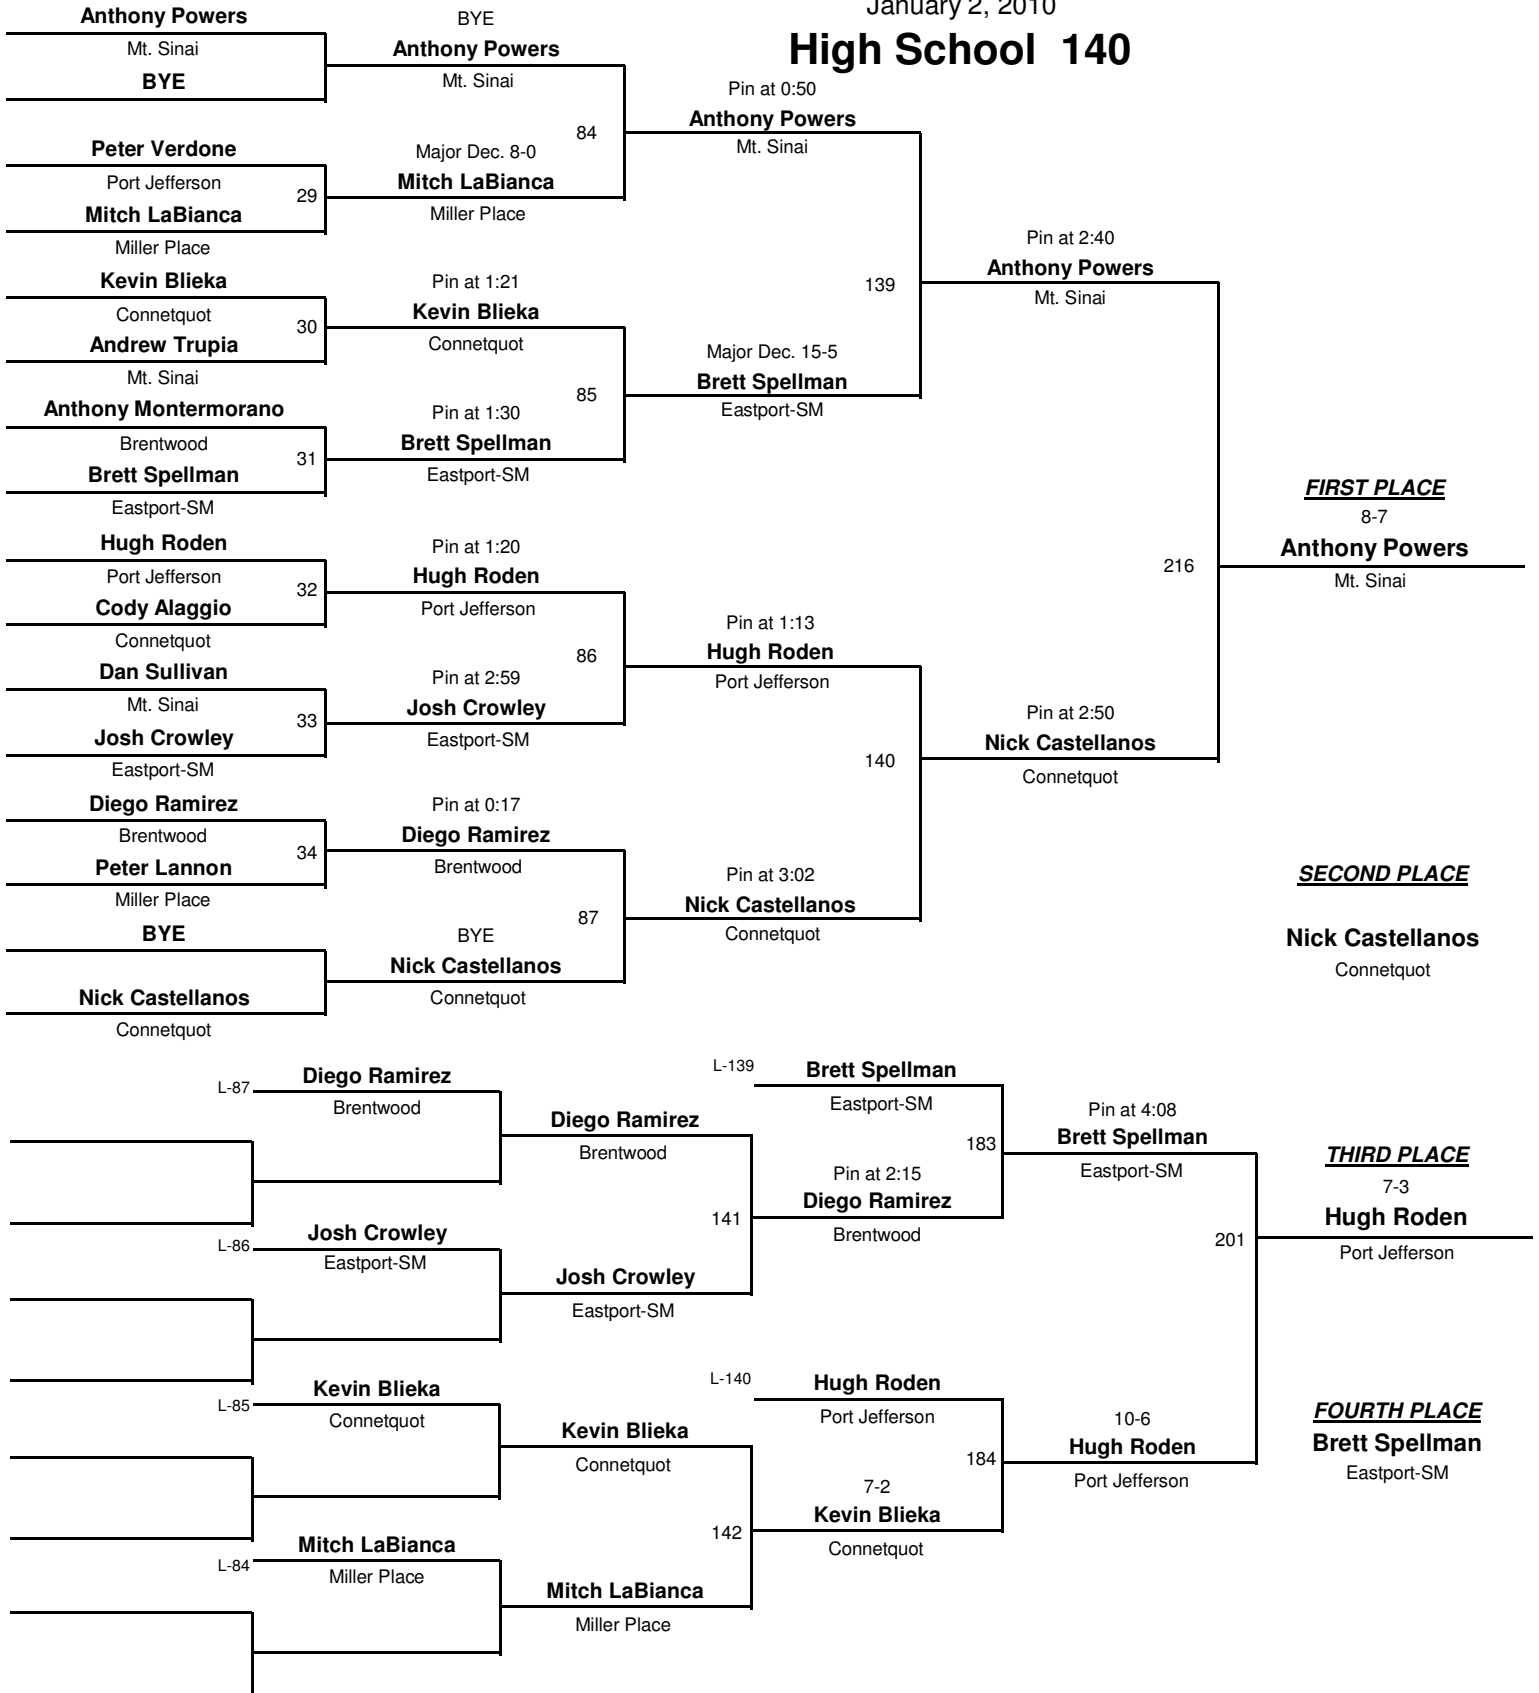 January 2, 2010
High School 140
Anthony Powers
Mt. Sinai
BYE
Peter Verdone
Port Jefferson
29
Mitch LaBianca
Miller Place
Kevin Blieka
Connetquot
30
Andrew Trupia
Mt. Sinai
Anthony Montermorano
Brentwood
31
Brett Spellman
Eastport-SM
Hugh Roden
Port Jefferson
32
Cody Alaggio
Connetquot
Dan Sullivan
Mt. Sinai
33
Josh Crowley
Eastport-SM
Diego Ramirez
Brentwood
34
Peter Lannon
Miller Place
BYE
Nick Castellanos
Connetquot
BYE
Anthony Powers
Mt. Sinai
84
Major Dec. 8-0
Mitch LaBianca
Miller Place
Pin at 1:21
Kevin Blieka
Connetquot
85
Pin at 1:30
Brett Spellman
Eastport-SM
Pin at 1:20
Hugh Roden
Port Jefferson
86
Pin at 2:59
Josh Crowley
Eastport-SM
Pin at 0:17
Diego Ramirez
Brentwood
87
BYE
Nick Castellanos
Connetquot
Pin at 0:50
Anthony Powers
Mt. Sinai
139
Major Dec. 15-5
Brett Spellman
Eastport-SM
Pin at 1:13
Hugh Roden
Port Jefferson
140
Pin at 3:02
Nick Castellanos
Connetquot
Pin at 2:40
Anthony Powers
Mt. Sinai
216
Pin at 2:50
Nick Castellanos
Connetquot
FIRST PLACE
8-7
Anthony Powers
Mt. Sinai
SECOND PLACE
Nick Castellanos
Connetquot
L-87
Diego Ramirez
Brentwood
L-86
Josh Crowley
Eastport-SM
L-85
Kevin Blieka
Connetquot
L-84
Mitch LaBianca
Miller Place
Diego Ramirez
Brentwood
141
Josh Crowley
Eastport-SM
Kevin Blieka
Connetquot
142
Mitch LaBianca
Miller Place
L-139
Brett Spellman
Eastport-SM
183
Pin at 2:15
Diego Ramirez
Brentwood
L-140
Hugh Roden
Port Jefferson
184
7-2
Kevin Blieka
Connetquot
Pin at 4:08
Brett Spellman
Eastport-SM
201
10-6
Hugh Roden
Port Jefferson
THIRD PLACE
7-3
Hugh Roden
Port Jefferson
FOURTH PLACE
Brett Spellman
Eastport-SM